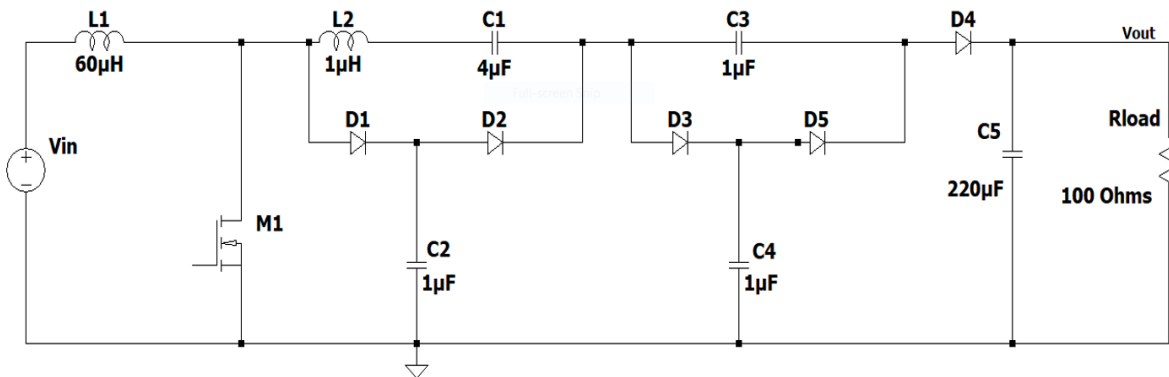 L1
60µH
L2
1µH
C1
4µF
C3
1µF
D4
Vout
D1
D2
D3
D5
C5
220µF
Rload
100 Ohms
Vin
+
−
M1
C2
1µF
C4
1µF